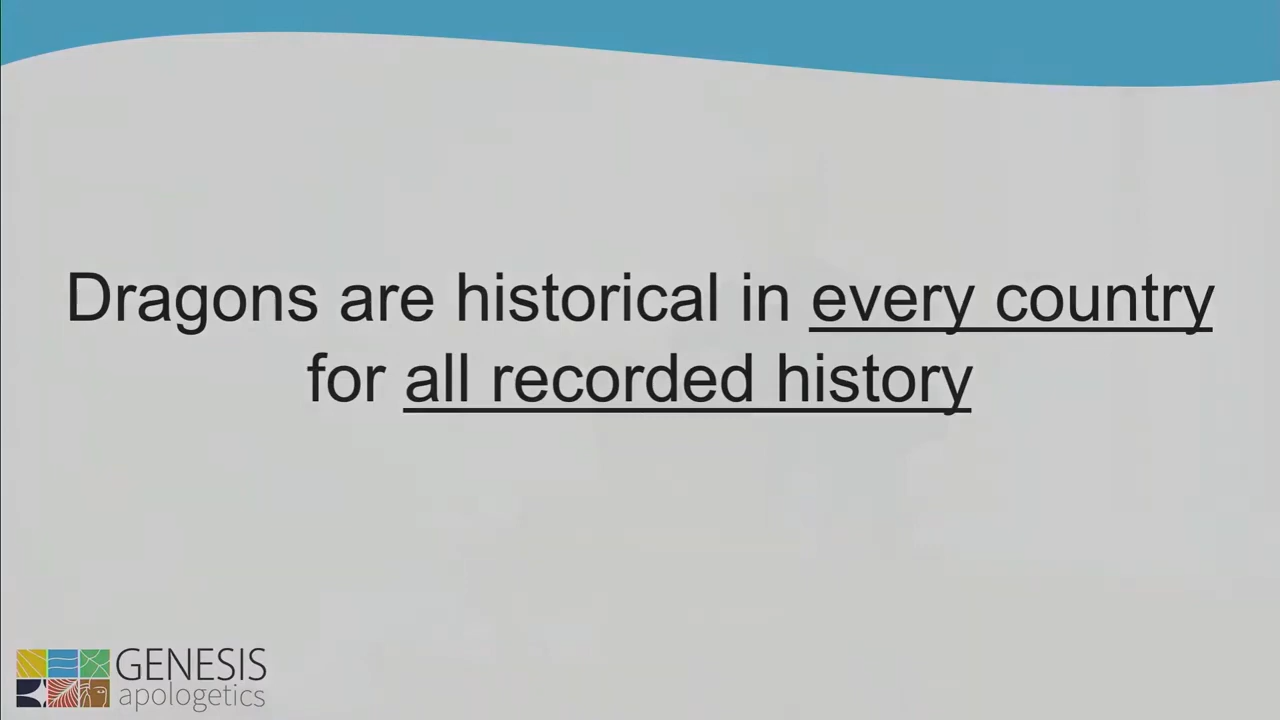 Dragons are historical in every country
for all recorded history
GENESIS
apologetics